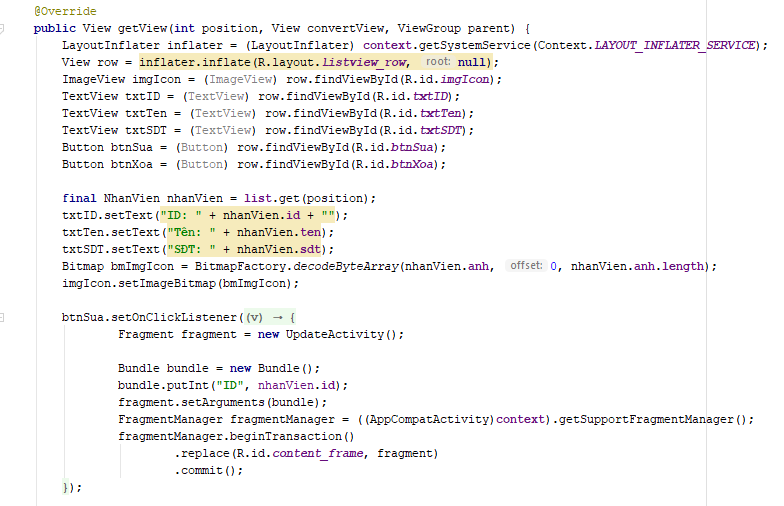 @Override
public View getView(int position, View convertView, ViewGroup parent) {
LayoutInflater inflater = (LayoutInflater) context.getSystemService(Context.LAYOUT_INFLATER_SERVICE);
View row = inflater.inflate(R.layout.listview_row, root: null);
ImageView imgIcon = (ImageView) row.findViewById(R.id.imgIcon);
TextView txtID = (TextView) row.findViewById(R.id.txtID);
TextView txtTen = (TextView) row.findViewById(R.id.txtTen);
TextView txtSDT = (TextView) row.findViewById(R.id.txtSDT);
Button btnSua = (Button) row.findViewById(R.id.btnSua);
Button btnXoa = (Button) row.findViewById(R.id.btnXoa);
final NhanVien nhanVien = list.get(position);
txtID.setText("ID: " + nhanVien.id + "");
txtTen.setText("Tên: " + nhanVien.ten);
txtSDT.setText("SĐT: " + nhanVien.sdt);
Bitmap bmImgIcon = BitmapFactory.decodeByteArray(nhanVien.anh, offset: 0, nhanVien.anh.length);
imgIcon.setImageBitmap(bmImgIcon);
btnSua.setOnClickListener((v) → {
Fragment fragment = new UpdateActivity();
Bundle bundle = new Bundle();
bundle.putInt("ID", nhanVien.id);
fragment.setArguments(bundle);
FragmentManager fragmentManager = ((AppCompatActivity)context).getSupportFragmentManager();
fragmentManager.beginTransaction()
.replace(R.id.content_frame, fragment)
.commit();
});